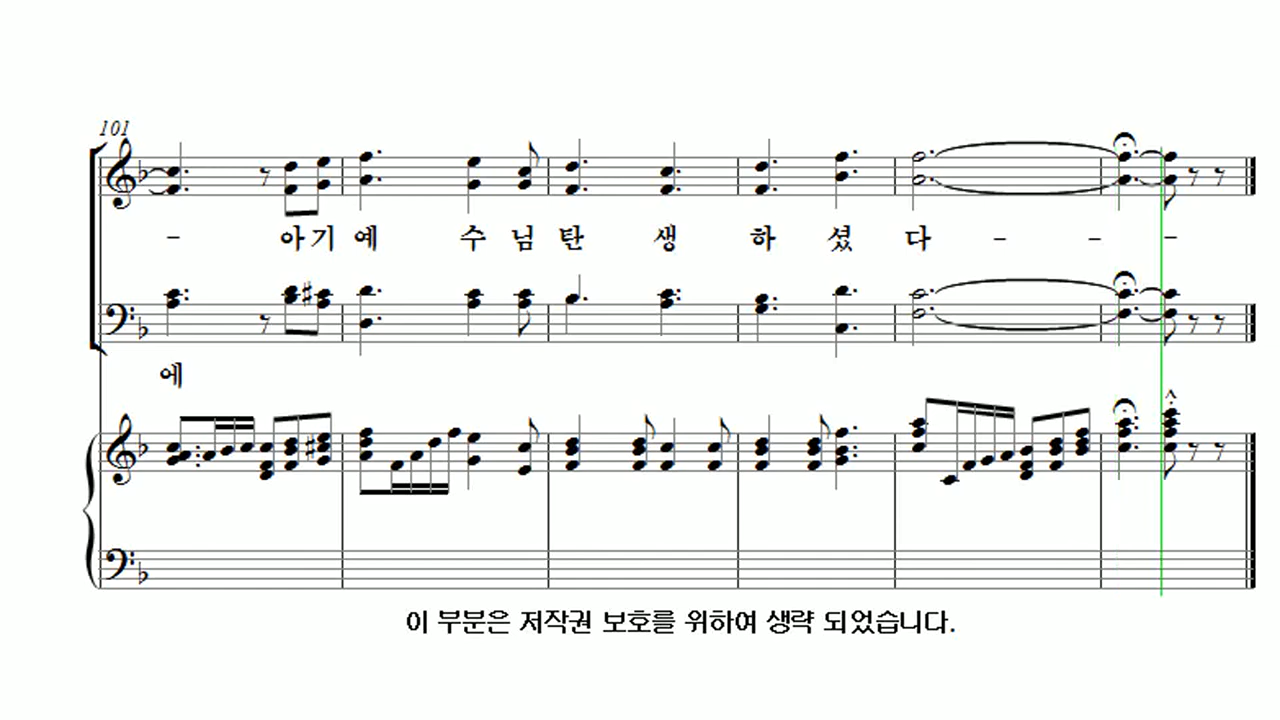 101
- 아기 예 수 님 탄 생 하 셨 다 - - -
에
이 부분은 저작권 보호를 위하여 생략 되었습니다.